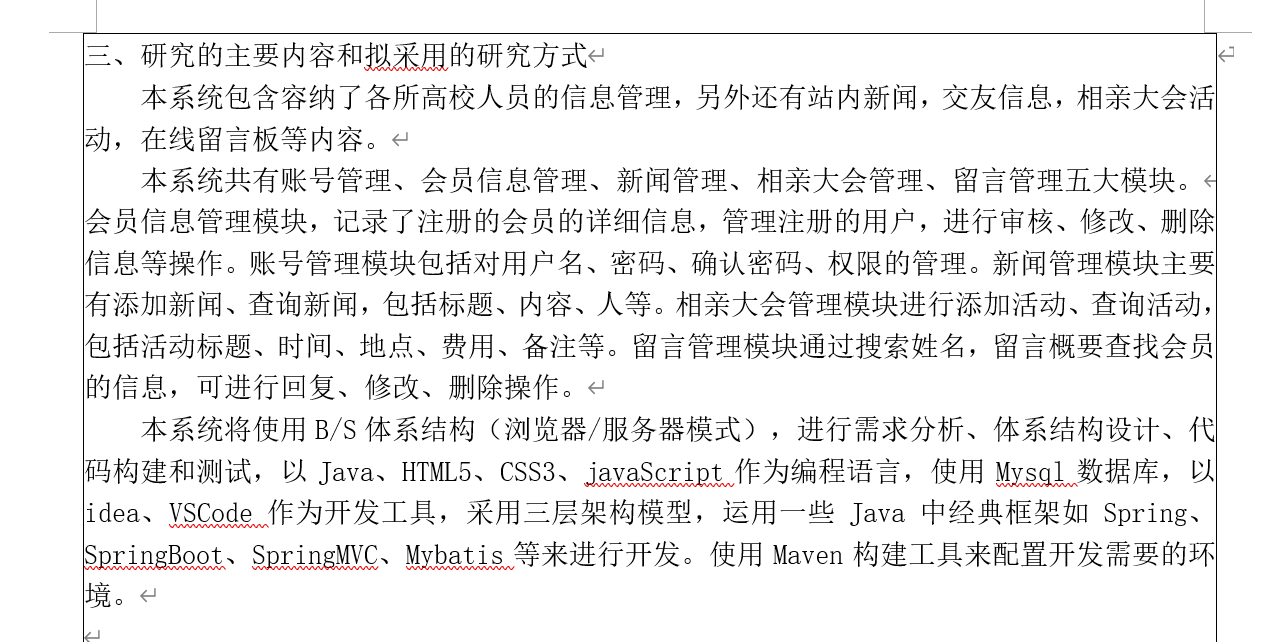 三、研究的主要内容和拟采用的研究方式
本系统包含容纳了各所高校人员的信息管理，另外还有站内新闻，交友信息，相亲大会活
动，在线留言板等内容。
本系统共有账号管理、会员信息管理、新闻管理、相亲大会管理、留言管理五大模块。
会员信息管理模块，记录了注册的会员的详细信息，管理注册的用户，进行审核、修改、删除
信息等操作。账号管理模块包括对用户名、密码、确认密码、权限的管理。新闻管理模块主要
有添加新闻、查询新闻，包括标题、内容、人等。相亲大会管理模块进行添加活动、查询活动，
包括活动标题、时间、地点、费用、备注等。留言管理模块通过搜索姓名，留言概要查找会员
的信息，可进行回复、修改、删除操作。
本系统将使用 B/S 体系结构（浏览器/服务器模式），进行需求分析、体系结构设计、代
码构建和测试，以 Java、HTML5、CSS3、javaScript 作为编程语言，使用 Mysql 数据库，以
idea、VSCode 作为开发工具，采用三层架构模型，运用一些 Java 中经典框架如 Spring、
SpringBoot、SpringMVC、Mybatis 等来进行开发。使用 Maven 构建工具来配置开发需要的环
境。